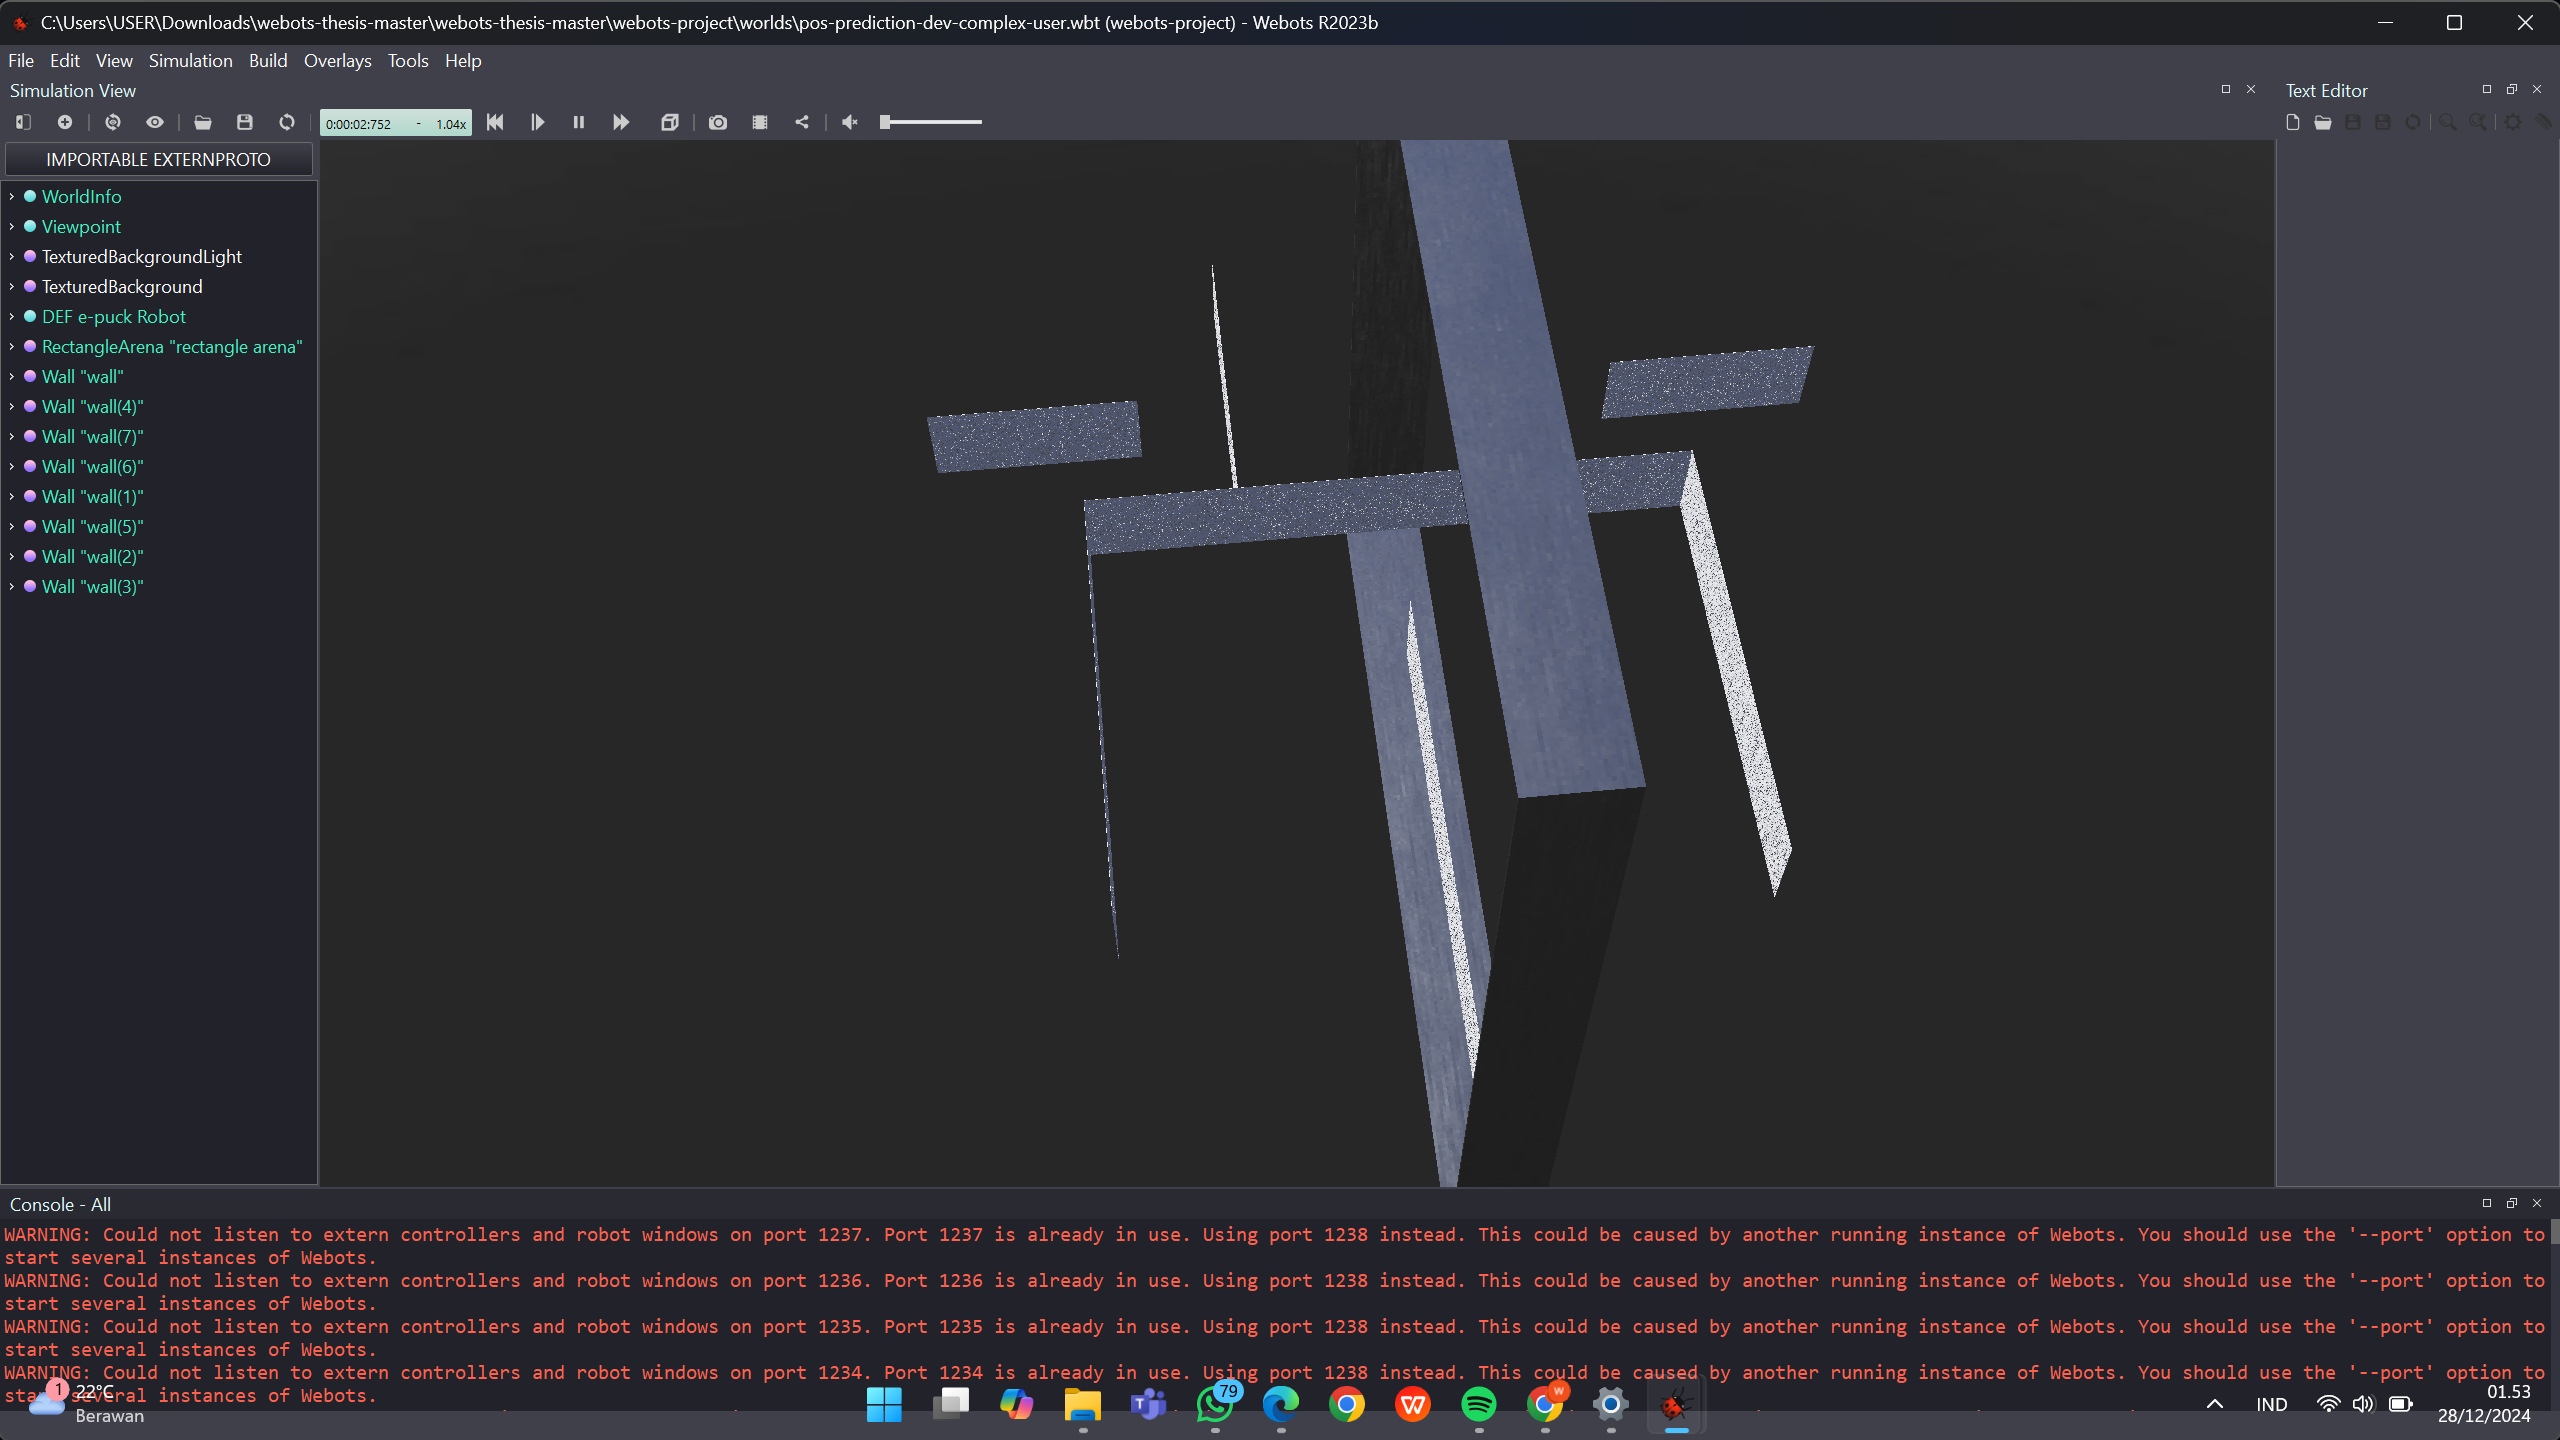 C:\Users\USER\Downloads\webots-thesis-master\webots-thesis-master\webots-project\worlds\pos-prediction-dev-complex-user.wbt (webots-project) - Webots R2023b
File Edit View Simulation Build Overlays Tools Help
Simulation View
Text Editor
0:00:02:752 - 1.04x
IMPORTABLE EXTERNPROTO
WorldInfo
Viewpoint
TexturedBackgroundLight
TexturedBackground
DEF e-puck Robot
RectangleArena "rectangle arena"
Wall "wall"
Wall "wall(4)"
Wall "wall(7)"
Wall "wall(6)"
Wall "wall(1)"
Wall "wall(5)"
Wall "wall(2)"
Wall "wall(3)"
Console - All
WARNING: Could not listen to extern controllers and robot windows on port 1237. Port 1237 is already in use. Using port 1238 instead. This could be caused by another running instance of Webots. You should use the '--port' option to
start several instances of Webots.
WARNING: Could not listen to extern controllers and robot windows on port 1236. Port 1236 is already in use. Using port 1238 instead. This could be caused by another running instance of Webots. You should use the '--port' option to
start several instances of Webots.
WARNING: Could not listen to extern controllers and robot windows on port 1235. Port 1235 is already in use. Using port 1238 instead. This could be caused by another running instance of Webots. You should use the '--port' option to
start several instances of Webots.
WARNING: Could not listen to extern controllers and robot windows on port 1234. Port 1234 is already in use. Using port 1238 instead. This could be caused by another running instance of Webots. You should use the '--port' option to
start several instances of Webots.
1
22°C
Berawan
79
IND
01.53
28/12/2024